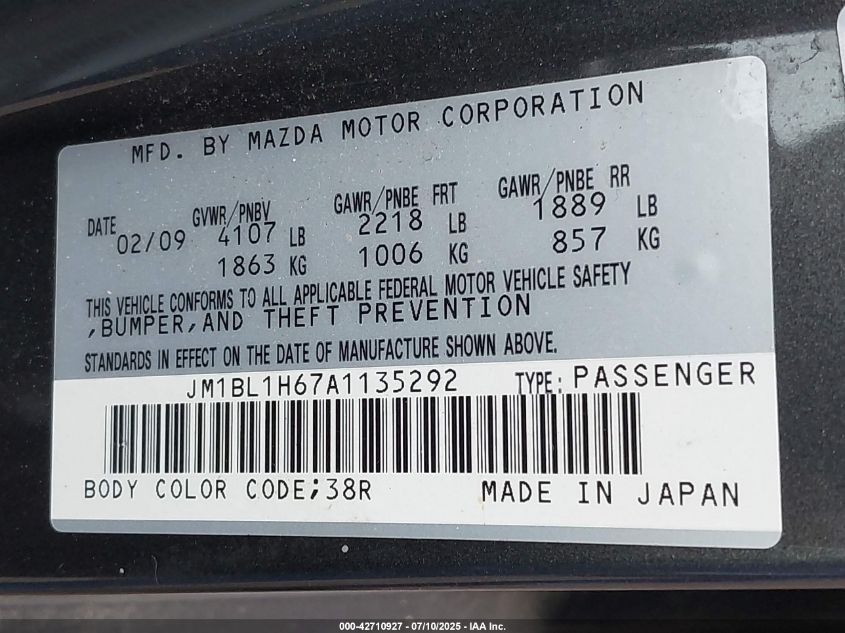 MFD. BY MAZDA MOTOR CORPORATION
DATE GVWR/PNBV GAWR/PNBE FRT GAWR/PNBE RR
02/09 4107 LB 2218 LB 1889 LB
1863 KG 1006 KG 857 KG
THIS VEHICLE CONFORMS TO ALL APPLICABLE FEDERAL MOTOR VEHICLE SAFETY
,BUMPER,AND THEFT PREVENTION
STANDARDS IN EFFECT ON THE DATE OF MANUFACTURE SHOWN ABOVE.
JM1BL1H67A1135292 TYPE: PASSENGER
BODY COLOR CODE;38R MADE IN JAPAN
000-42710927 - 07/10/2025 - IAA Inc.